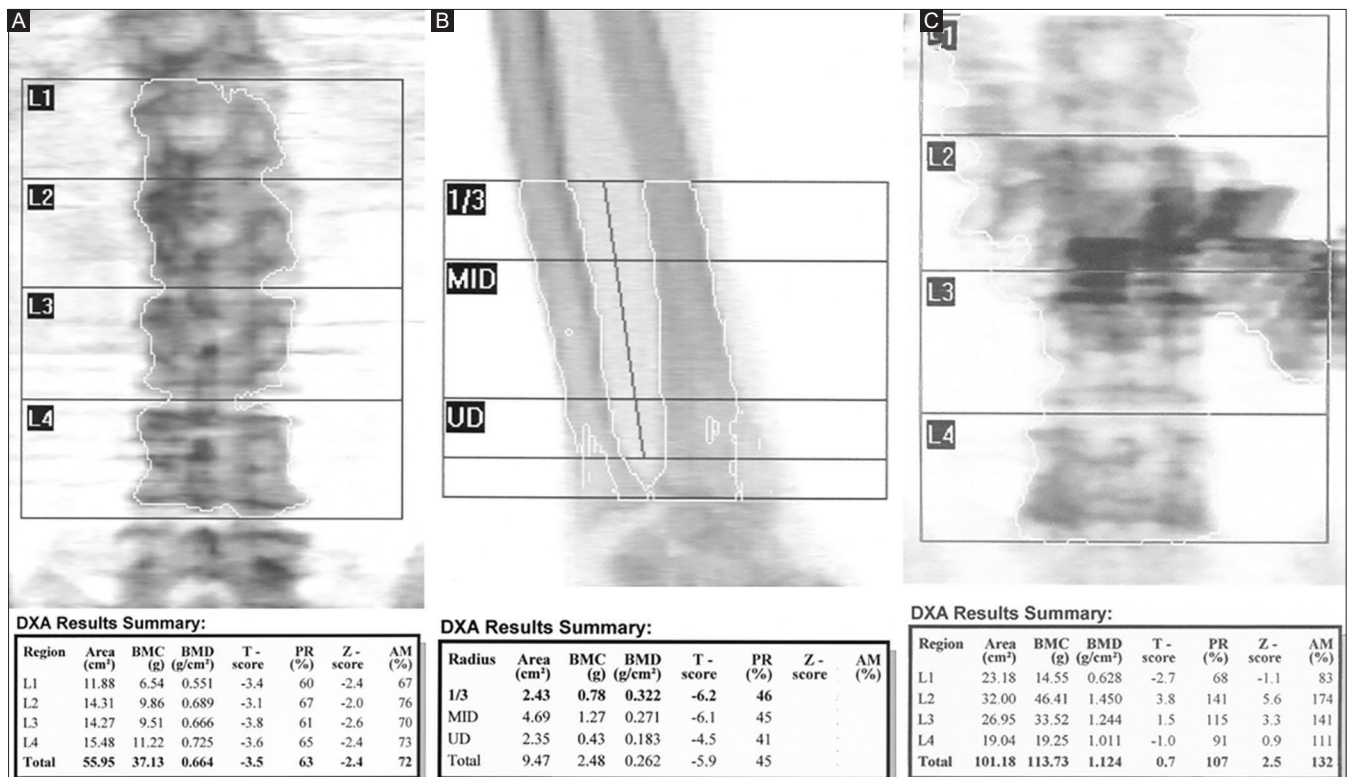 A
L1
L2
L3
L4
DXA Results Summary:
Region Area (cm²) BMC (g) BMD (g/cm²) T - score PR (%) Z - score AM (%)
L1 11.88 6.54 0.551 -3.4 60 -2.4 67
L2 14.31 9.86 0.689 -3.1 67 -2.0 76
L3 14.27 9.51 0.666 -3.8 61 -2.6 70
L4 15.48 11.22 0.725 -3.6 65 -2.6 73
Total 55.95 37.13 0.664 -3.5 63 -2.4 72
B
1/3
MID
UD
DXA Results Summary:
Radius Area (cm²) BMC (g) BMD (g/cm²) T - score PR (%) Z - score AM (%)
1/3 2.43 0.78 0.322 -6.2 46
MID 4.69 1.27 0.271 -6.1 45
UD 2.35 0.43 0.183 -4.5 41
Total 9.47 2.48 0.262 -5.9 45
C
L1
L2
L3
L4
DXA Results Summary:
Region Area (cm²) BMC (g) BMD (g/cm²) T - score PR (%) Z - score AM (%)
L1 23.18 14.55 0.628 -2.7 68 -1.1 83
L2 32.00 46.41 1.450 3.8 141 5.6 174
L3 26.95 33.52 1.244 1.5 115 3.3 141
L4 19.04 19.25 1.011 -1.0 91 0.9 111
Total 101.18 113.73 1.124 0.7 107 2.5 132